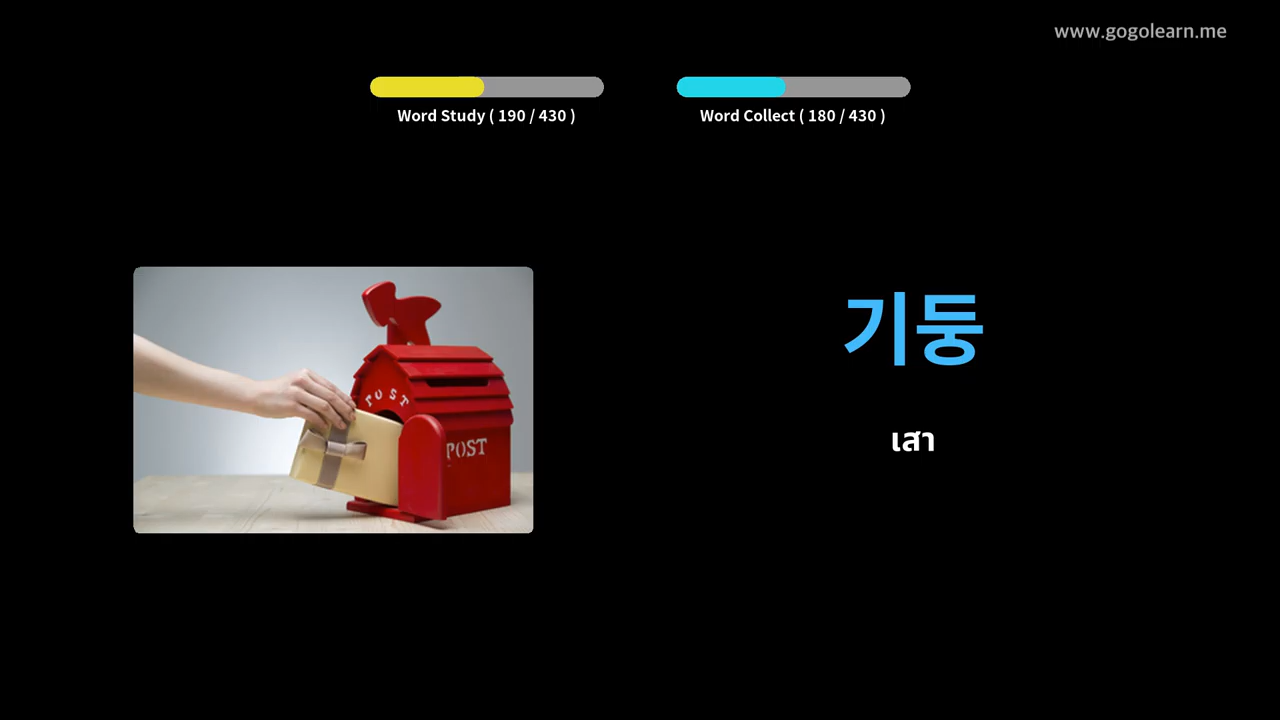 www.gogolearn.me
Word Study ( 190 / 430 )
Word Collect ( 180 / 430 )
POST
POST
기둥
เสา